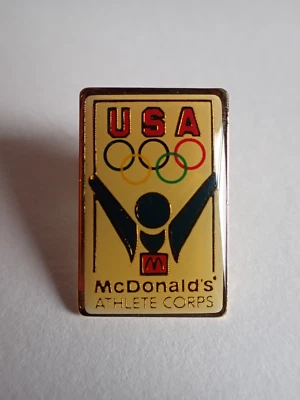 USA
M
McDonald's
ATHLETE CORPS